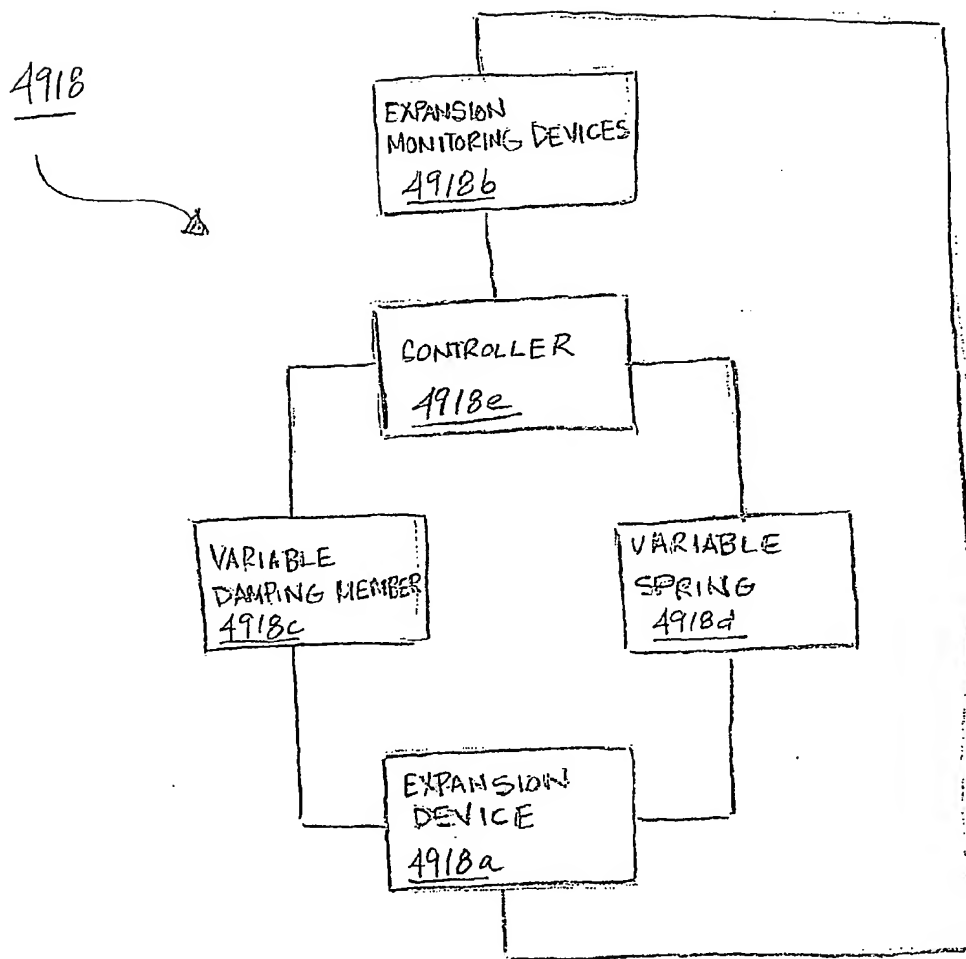 4918
EXPANSION
MONITORING DEVICES
4918b
CONTROLLER
4918e
VARIABLE
DAMPING MEMBER
4918c
VARIABLE
SPRING
4918d
EXPANSION
DEVICE
4918a